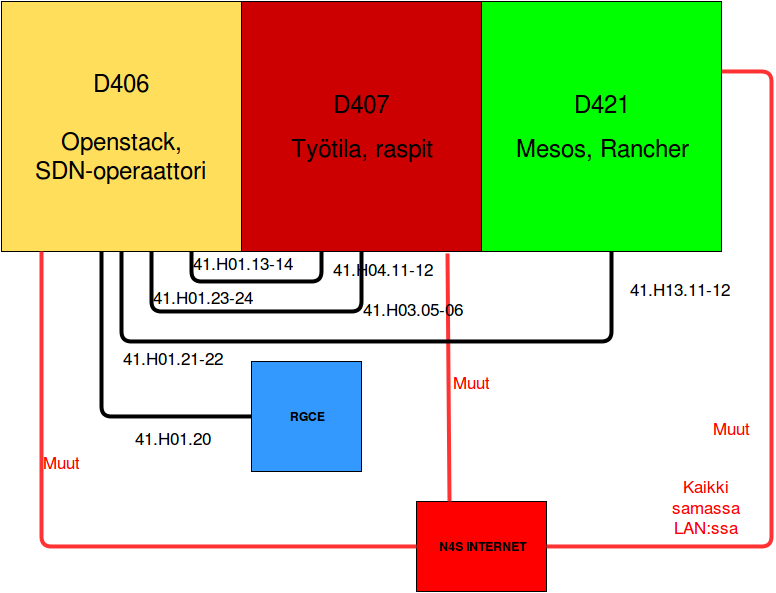 D406
Openstack,
SDN-operaattori
D407
Työtila, raspit
D421
Mesos, Rancher
41.H01.13-14
41.H04.11-12
41.H13.11-12
41.H01.23-24
41.H03.05-06
41.H01.21-22
Muut
RGCE
41.H01.20
Muut
Muut
Kaikki
samassa
LAN:ssa
N4S INTERNET